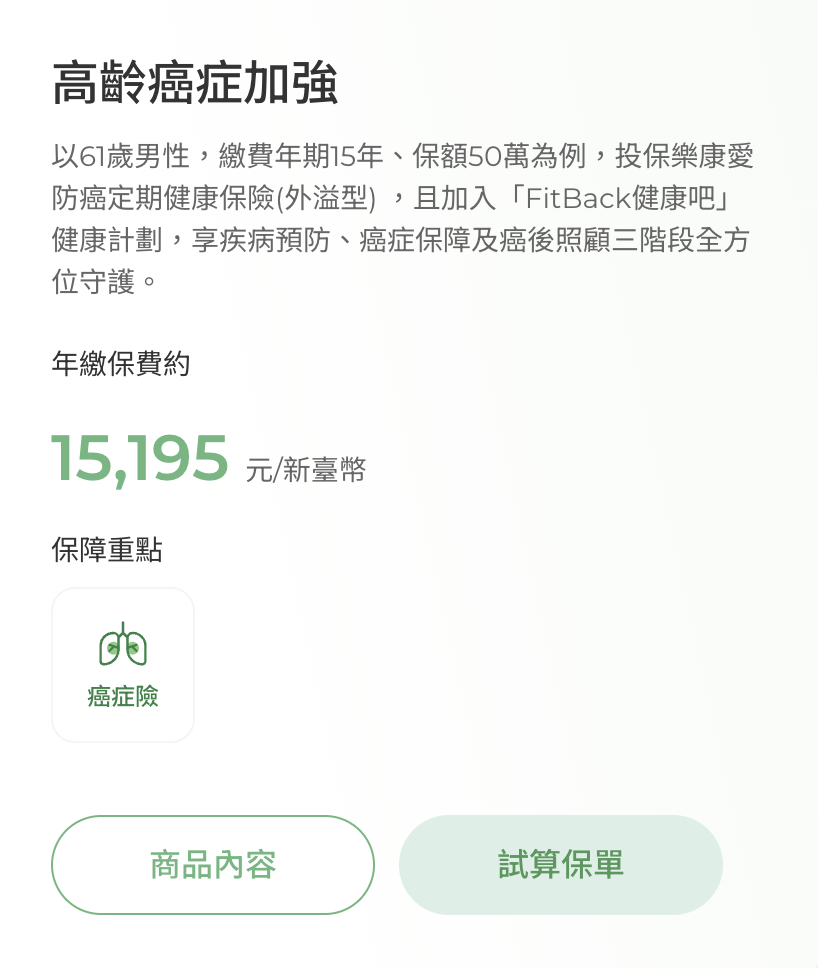 高齡癌症加強
以61歲男性，繳費年期15年、保額50萬為例，投保樂康愛
防癌定期健康保險(外溢型) ，且加入「FitBack健康吧」
健康計劃，享疾病預防、癌症保障及癌後照顧三階段全方
位守護。
年繳保費約
15,195 元/新臺幣
保障重點
癌症險
商品內容
試算保單